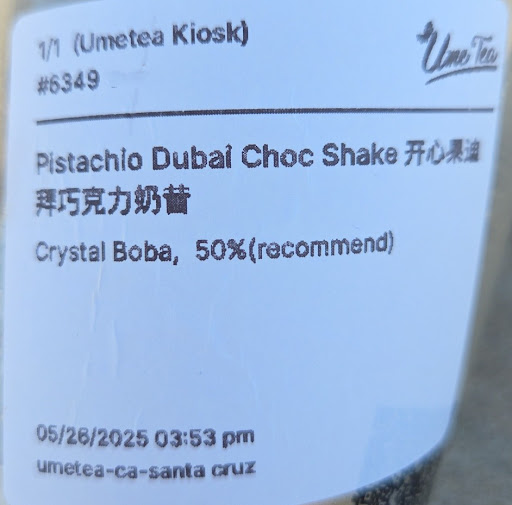 1/1 (Umetea Kiosk)
Ume Tea
#6349
Pistachio Dubai Choc Shake 开心果迪
拜巧克力奶昔
Crystal Boba, 50%(recommend)
05/26/2025 03:53 pm
umetea-ca-santa cruz